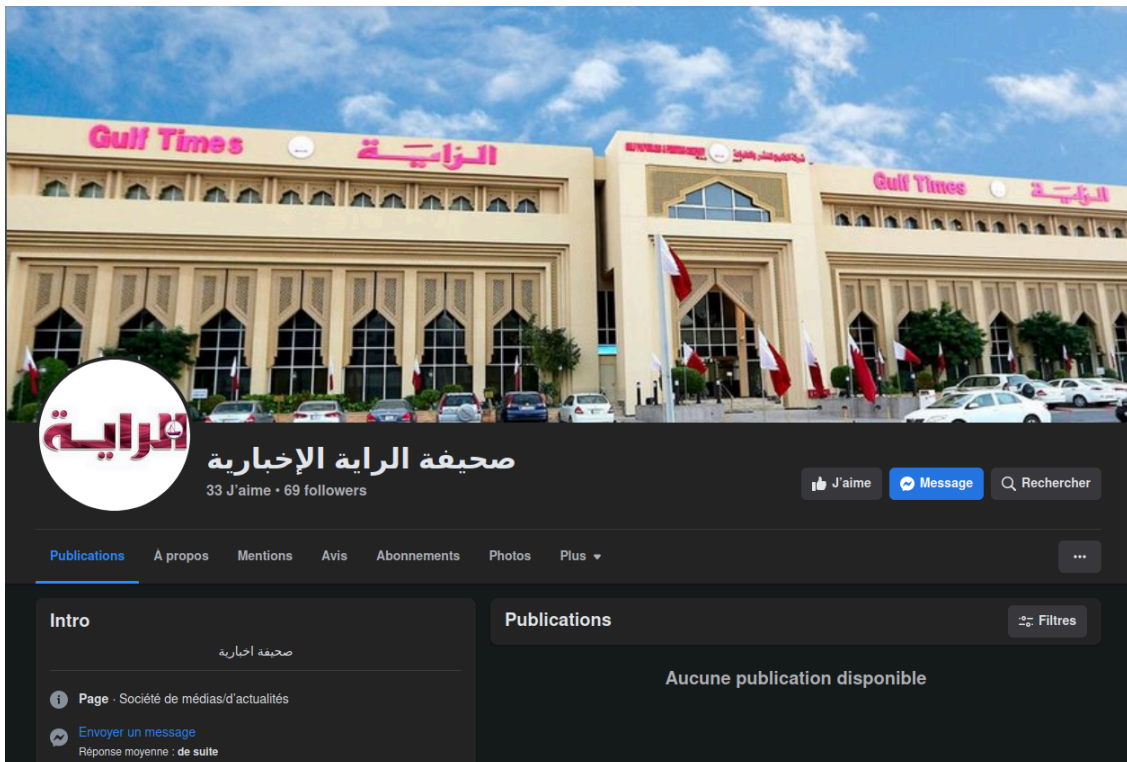 Gulf Times
الراية
Gulf Times
الراية
الراية
صحيفة الراية الإخبارية
33 J’aime • 69 followers
J’aime
Message
Rechercher
Publications
À propos
Mentions
Avis
Abonnements
Photos
Plus
Intro
صحيفة اخبارية
Page · Société de médias/d’actualités
Envoyer un message
Réponse moyenne : de suite
Publications
Filtres
Aucune publication disponible